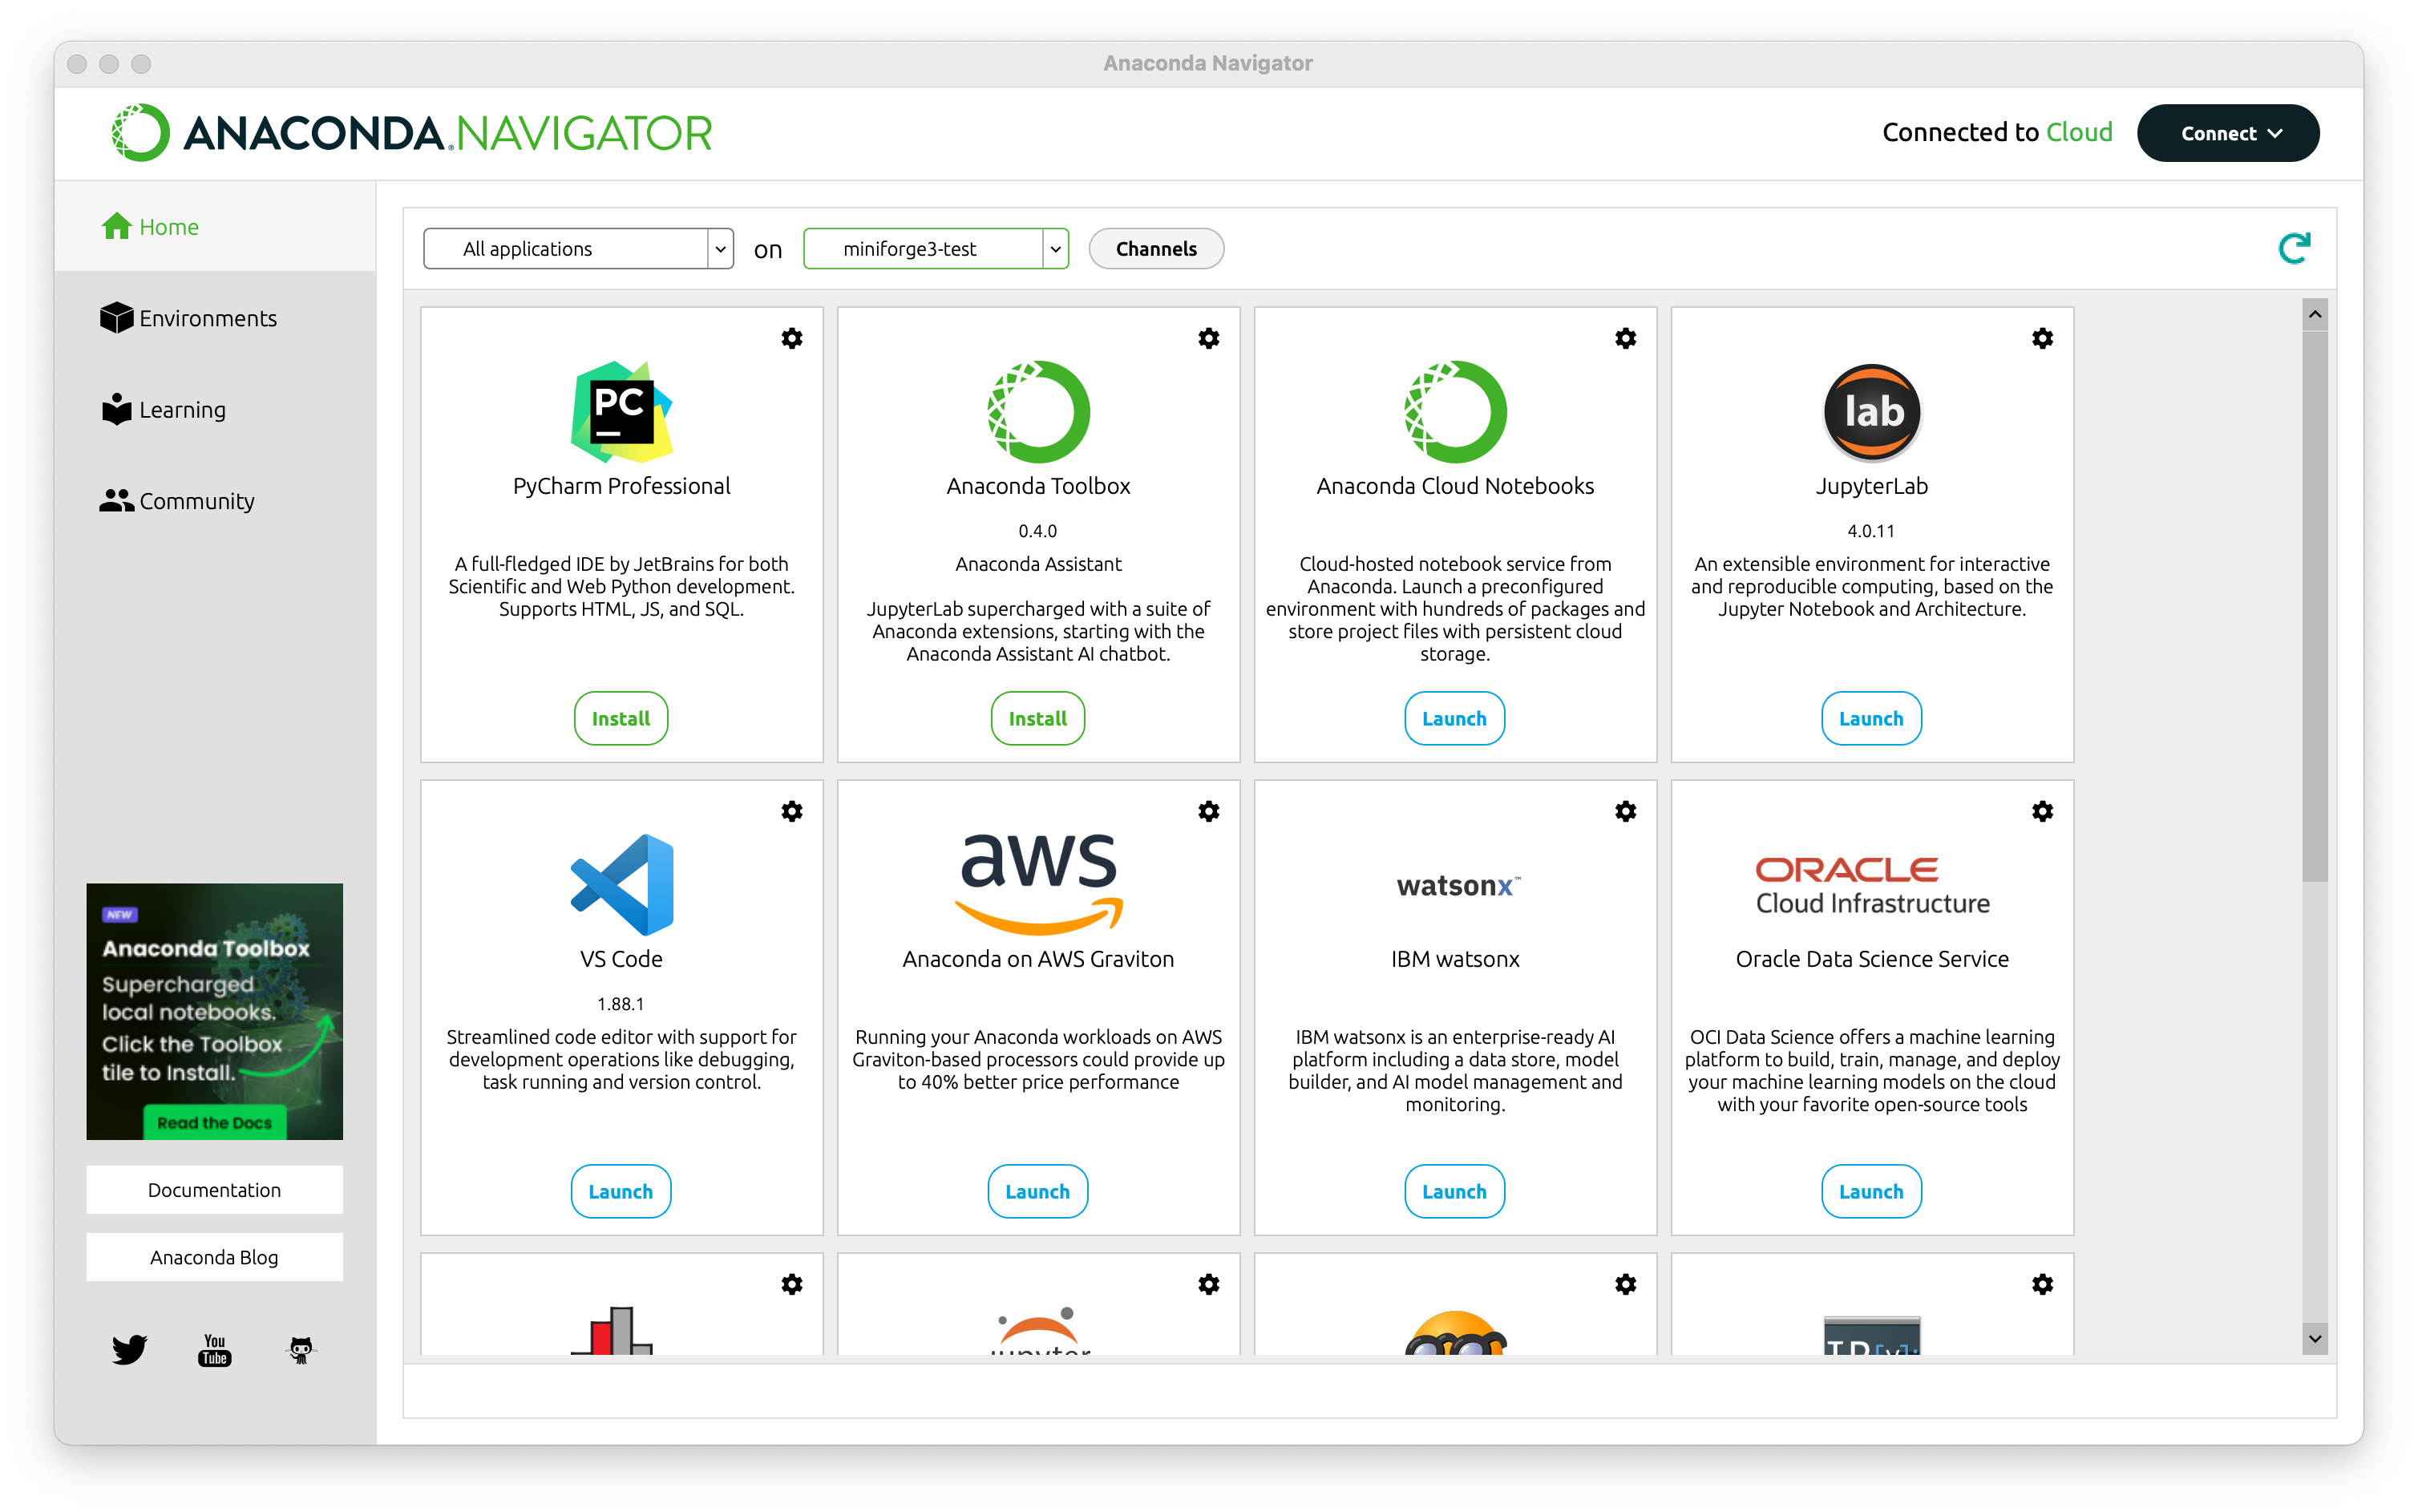 Anaconda Navigator
ANACONDA.NAVIGATOR
Connected to Cloud
Connect
Home
Environments
Learning
Community
All applications
on
miniforge3-test
Channels
PC
PyCharm Professional
A full-fledged IDE by JetBrains for both
Scientific and Web Python development.
Supports HTML, JS, and SQL.
Install
Anaconda Toolbox
0.4.0
Anaconda Assistant
JupyterLab supercharged with a suite of
Anaconda extensions, starting with the
Anaconda Assistant AI chatbot.
Install
Anaconda Cloud Notebooks
Cloud-hosted notebook service from
Anaconda. Launch a preconfigured
environment with hundreds of packages and
store project files with persistent cloud
storage.
Launch
lab
JupyterLab
4.0.11
An extensible environment for interactive
and reproducible computing, based on the
Jupyter Notebook and Architecture.
Launch
VS Code
1.88.1
Streamlined code editor with support for
development operations like debugging,
task running and version control.
Launch
aws
Anaconda on AWS Graviton
Running your Anaconda workloads on AWS
Graviton-based processors could provide up
to 40% better price performance
Launch
watsonx™
IBM watsonx
IBM watsonx is an enterprise-ready AI
platform including a data store, model
builder, and AI model management and
monitoring.
Launch
ORACLE
Cloud Infrastructure
Oracle Data Science Service
OCI Data Science offers a machine learning
platform to build, train, manage, and deploy
your machine learning models on the cloud
with your favorite open-source tools
Launch
jupyter
NEW
Anaconda Toolbox
Supercharged
local notebooks.
Click the Toolbox
tile to Install.
Read the Docs
Documentation
Anaconda Blog
You
Tube